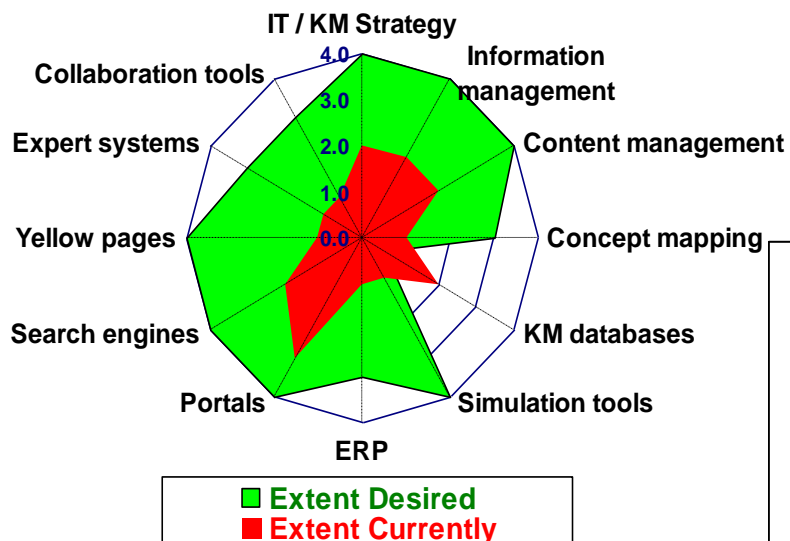 IT / KM Strategy
Information
management
Content management
Concept mapping
KM databases
Simulation tools
ERP
Portals
Search engines
Yellow pages
Expert systems
Collaboration tools
4.0
3.0
2.0
1.0
0.0
Extent Desired
Extent Currently